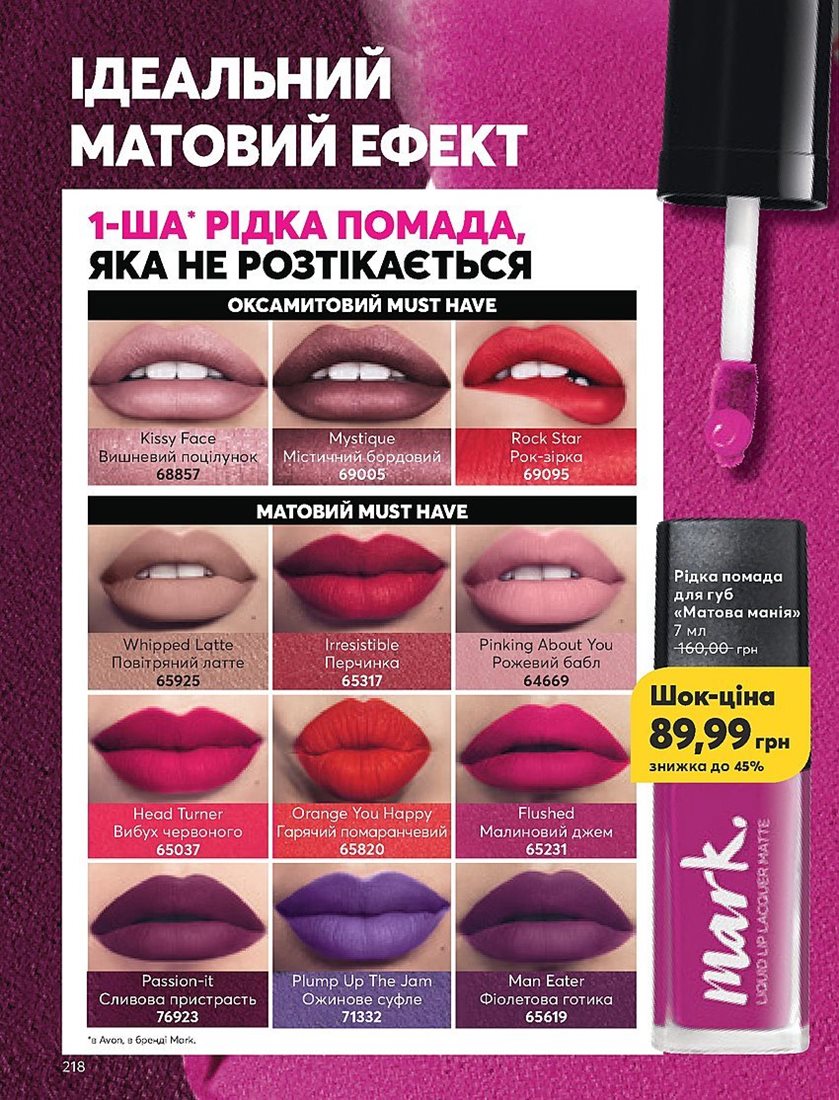 ІДЕАЛЬНИЙ
МАТОВИЙ ЕФЕКТ
1-ША* РІДКА ПОМАДА,
ЯКА НЕ РОЗТІКАЄТЬСЯ
ОКСАМИТОВИЙ MUST HAVE
Kissy Face
Вишневий поцілунок
68857
Mystique
Містичний бордовий
69005
Rock Star
Рок-зірка
69095
МАТОВИЙ MUST HAVE
Whipped Latte
Повітряний латте
65925
Irresistible
Перчинка
65317
Pinking About You
Рожевий бабл
64669
Head Turner
Вибух червоного
65037
Orange You Happy
Гарячий помаранчевий
65820
Flushed
Малиновий джем
65231
Passion-it
Сливова пристрасть
76923
Plump Up The Jam
Ожинове суфле
71332
Man Eater
Фіолетова готика
65619
*в Avon, в бренді Mark.
218
Рідка помада
для губ
«Матова манія»
7 мл
160,00 грн
Шок-ціна
89,99 грн
знижка до 45%
mark.
LIQUID LIP LACQUER MATTE